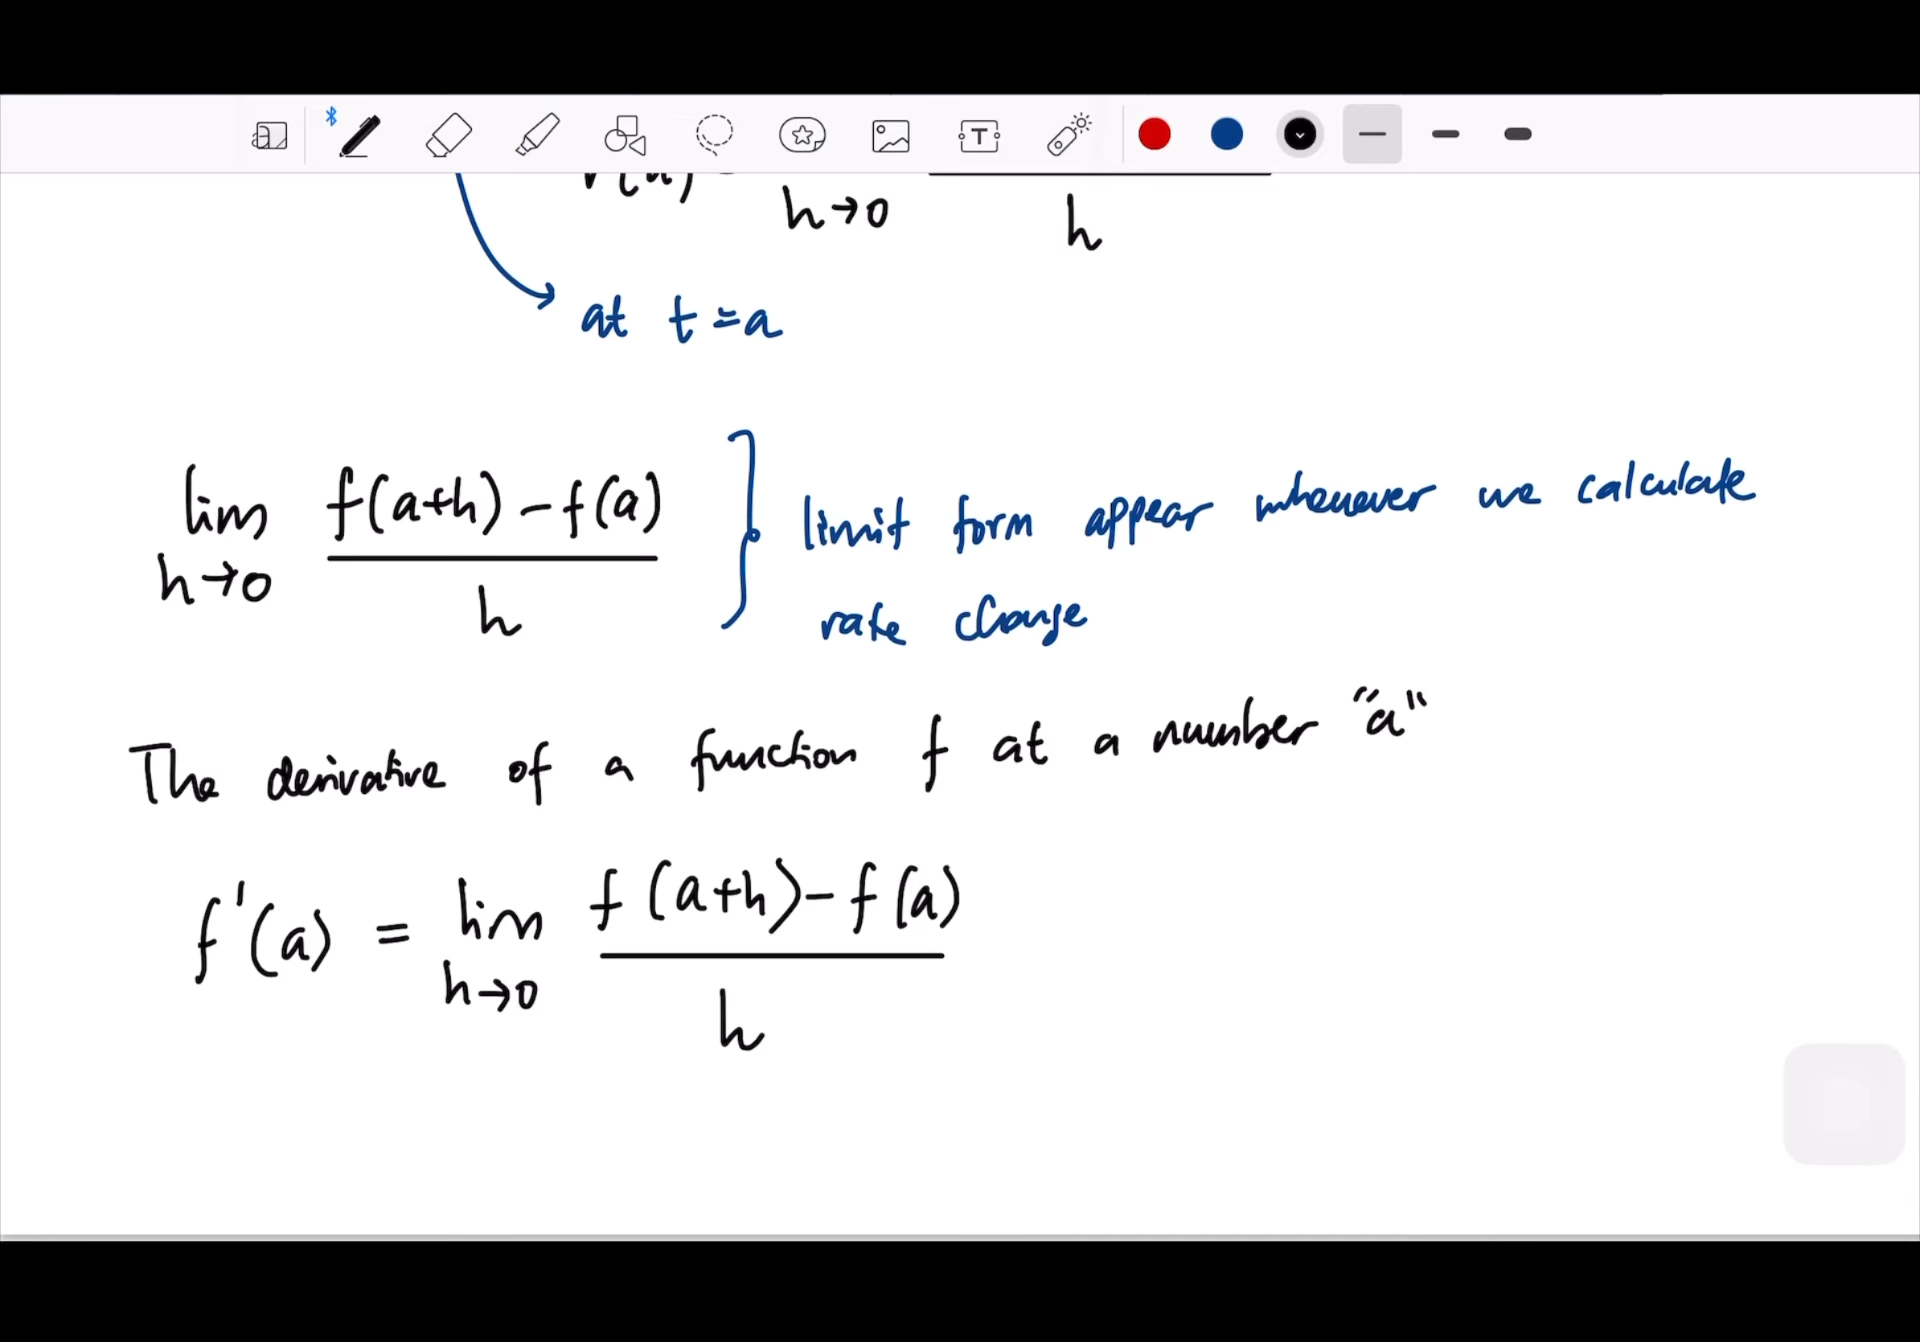 h→0 h
at t = a
lim f(a+h) - f(a)
h→0 h
limit form appear whenever we calculate
rate change
The derivative of a function f at a number "a"
f'(a) = lim f(a+h) - f(a)
h→0 h